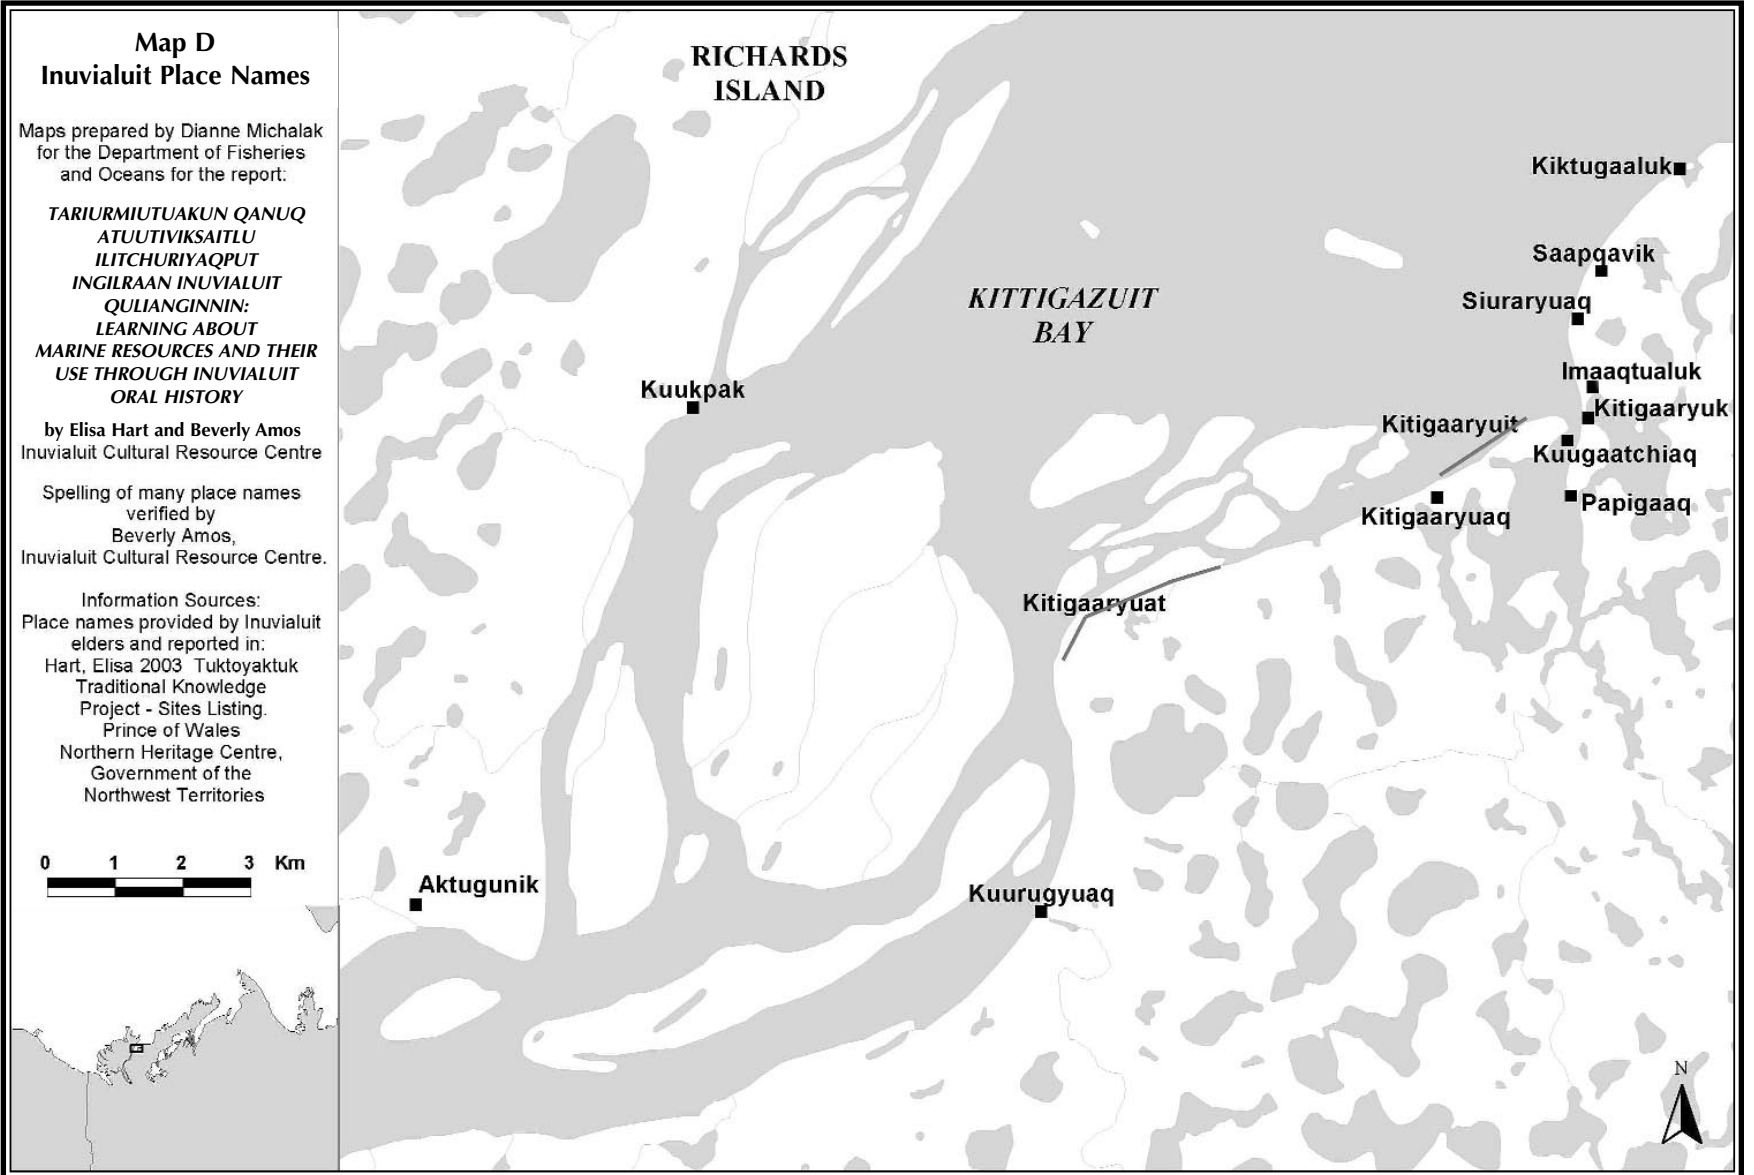 Map D
Inuvialuit Place Names
Maps prepared by Dianne Michalak
for the Department of Fisheries
and Oceans for the report:
TARIURMIUTUAKUN QANUQ
ATUUTIVIKSAITLU
ILITCHURIYAQPUT
INGILRAAN INUVIALUIT
QULIANGINNIN:
LEARNING ABOUT
MARINE RESOURCES AND THEIR
USE THROUGH INUVIALUIT
ORAL HISTORY
by Elisa Hart and Beverly Amos
Inuvialuit Cultural Resource Centre
Spelling of many place names
verified by
Beverly Amos,
Inuvialuit Cultural Resource Centre.
Information Sources:
Place names provided by Inuvialuit
elders and reported in:
Hart, Elisa 2003 Tuktoyaktuk
Traditional Knowledge
Project - Sites Listing.
Prince of Wales
Northern Heritage Centre,
Government of the
Northwest Territories
0 1 2 3 Km
RICHARDS
ISLAND
Kiktugaaluk
Saapqavik
Siuraryuaq
KITTIGAZUIT
BAY
Imaaqtualuk
Kuukpak
Kitigaaryuk
Kitigaaryuit
Kuugaatchiaq
Papigaaq
Kitigaaryuaq
Kitigaaryuat
Aktugunik
Kuurugyuaq
N